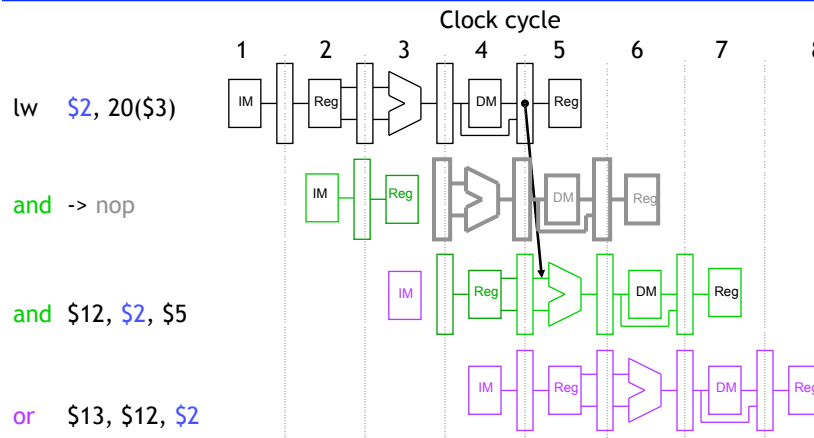 Clock cycle
1 2 3 4 5 6 7 8
lw $2, 20($3)
IM Reg DM Reg
and -> nop
IM Reg DM Reg
and $12, $2, $5
IM Reg DM Reg
or $13, $12, $2
IM Reg DM Reg